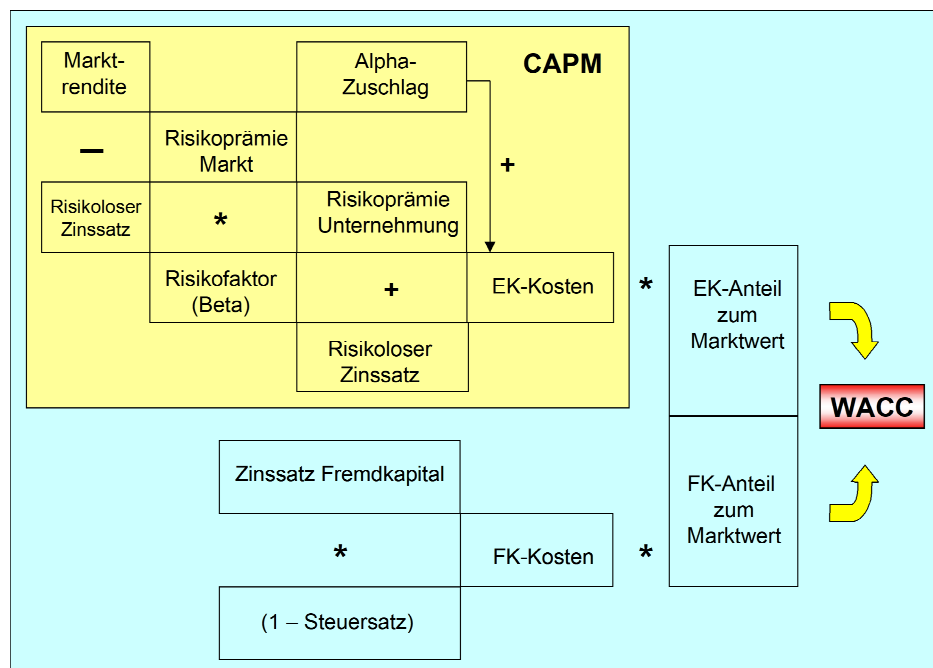 Markt-
rendite
Alpha-
Zuschlag
CAPM
–
Risikoprämie
Markt
+
Risikoloser
Zinssatz
*
Risikoprämie
Unternehmung
Risikofaktor
(Beta)
+
EK-Kosten
*
EK-Anteil
zum
Marktwert
Risikoloser
Zinssatz
WACC
Zinssatz Fremdkapital
FK-Anteil
zum
Marktwert
*
FK-Kosten
*
(1 – Steuersatz)